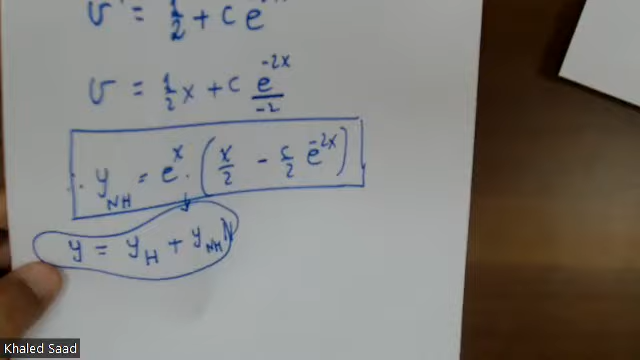 v' = 1/2 + c e
v = 1/2 x + c e^{-2x}/-2
y_NH = e^x · (x/2 - c/2 e^{-2x})
y = y_H + y_NH
Khaled Saad